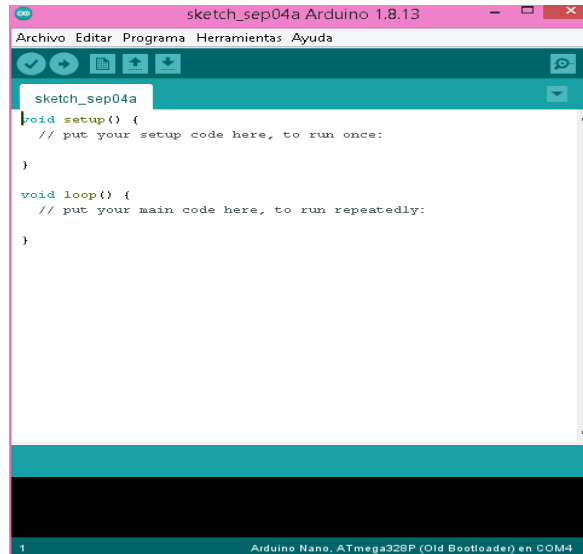 sketch_sep04a Arduino 1.8.13
Archivo Editar Programa Herramientas Ayuda
sketch_sep04a
void setup() {
// put your setup code here, to run once:
}
void loop() {
// put your main code here, to run repeatedly:
}
1 Arduino Nano, ATmega328P (Old Bootloader) en COM4